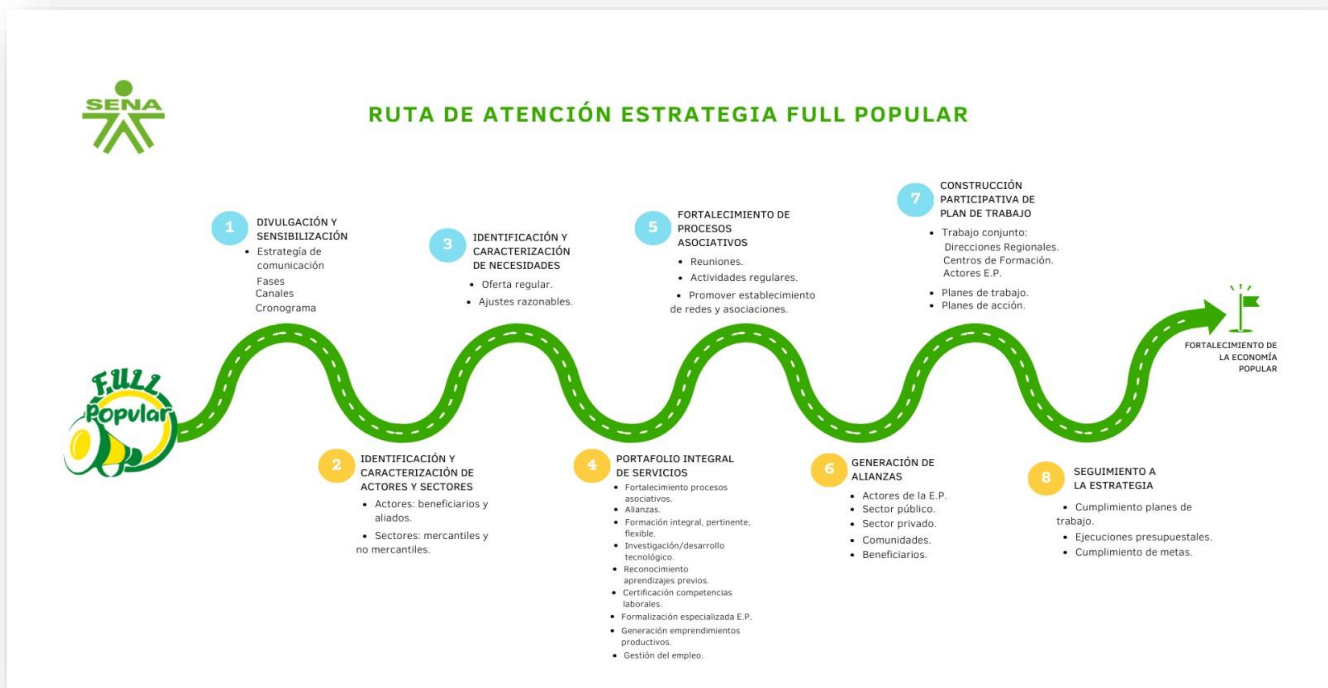 SENA
RUTA DE ATENCIÓN ESTRATEGIA FULL POPULAR
1
DIVULGACIÓN Y
SENSIBILIZACIÓN
• Estrategía de
comunicación
Fases
Canales
Cronograma
3
IDENTIFICACIÓN Y
CARACTERIZACIÓN
DE NECESIDADES
• Oferta regular.
• Ajustes razonables.
5
FORTALECIMIENTO DE
PROCESOS
ASOCIATIVOS
• Reuniones.
• Actividades regulares.
• Promover establecimiento
de redes y asociaciones.
7
CONSTRUCCIÓN
PARTICIPATIVA DE
PLAN DE TRABAJO
• Trabajo conjunto:
Direcciones Regionales.
Centros de Formación.
Actores E.P.
• Planes de trabajo.
• Planes de acción.
FORTALECIMIENTO DE
LA ECONOMÍA
POPULAR
FULL
Popular
2
IDENTIFICACIÓN Y
CARACTERIZACIÓN DE
ACTORES Y SECTORES
• Actores: beneficiarios y
aliados.
• Sectores: mercantiles y
no mercantiles.
4
PORTAFOLIO INTEGRAL
DE SERVICIOS
• Fortalecimiento procesos
asociativos.
• Alianzas.
• Formación integral, pertinente,
flexible.
• Investigación/desarrollo
tecnológico.
• Reconocimiento
aprendizajes previos.
• Certificación competencias
laborales.
• Formalización especializada E.P.
• Generación emprendimientos
productivos.
• Gestión del empleo.
6
GENERACIÓN DE
ALIANZAS
• Actores de la E.P.
• Sector público.
• Sector privado.
• Comunidades.
• Beneficiarios.
8
SEGUIMIENTO A
LA ESTRATEGIA
• Cumplimiento planes de
trabajo.
• Ejecuciones presupuestales.
• Cumplimiento de metas.